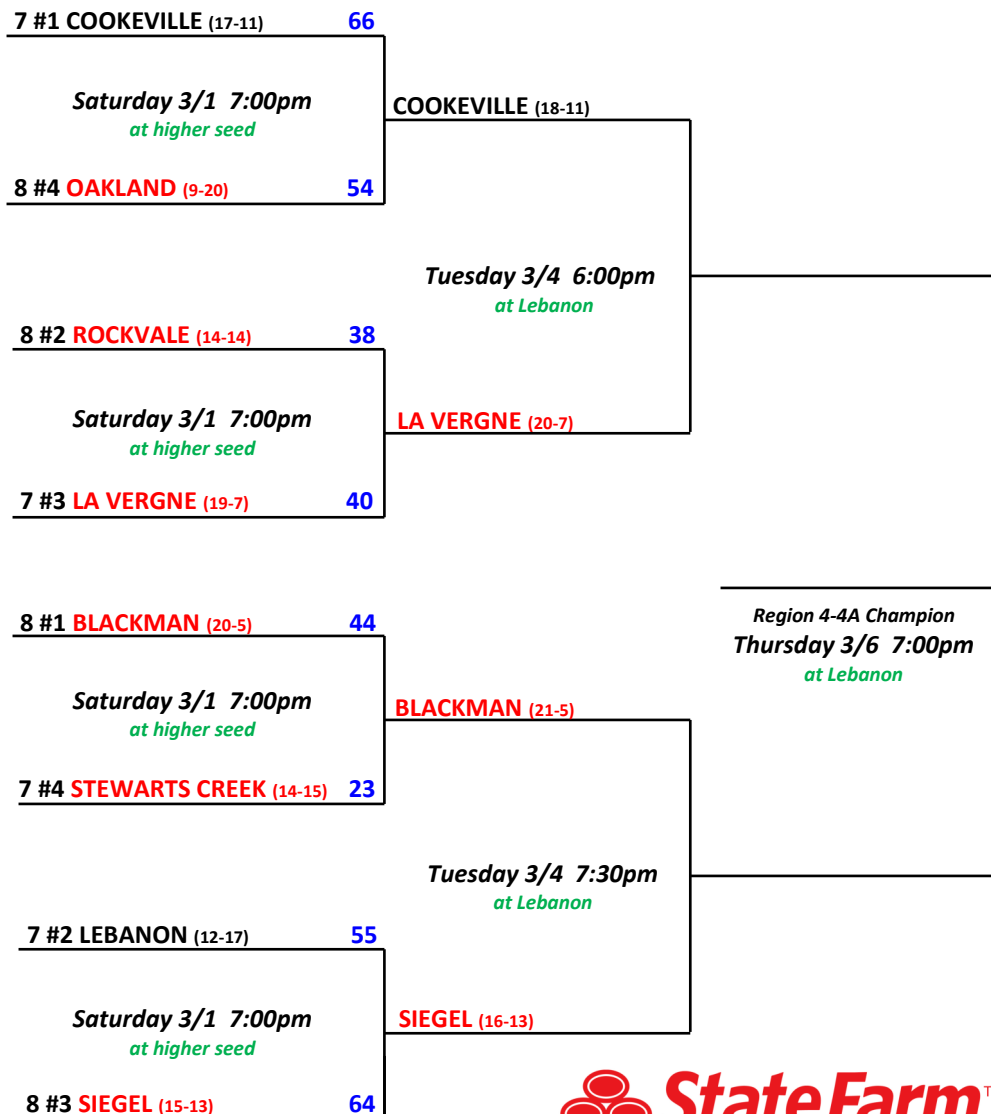 7 #1 COOKEVILLE (17-11) 66
Saturday 3/1 7:00pm
at higher seed
COOKEVILLE (18-11)
8 #4 OAKLAND (9-20) 54
Tuesday 3/4 6:00pm
at Lebanon
8 #2 ROCKVALE (14-14) 38
Saturday 3/1 7:00pm
at higher seed
LA VERGNE (20-7)
7 #3 LA VERGNE (19-7) 40
Region 4-4A Champion
Thursday 3/6 7:00pm
at Lebanon
8 #1 BLACKMAN (20-5) 44
Saturday 3/1 7:00pm
at higher seed
BLACKMAN (21-5)
7 #4 STEWARTS CREEK (14-15) 23
Tuesday 3/4 7:30pm
at Lebanon
7 #2 LEBANON (12-17) 55
Saturday 3/1 7:00pm
at higher seed
SIEGEL (16-13)
8 #3 SIEGEL (15-13) 64
State Farm